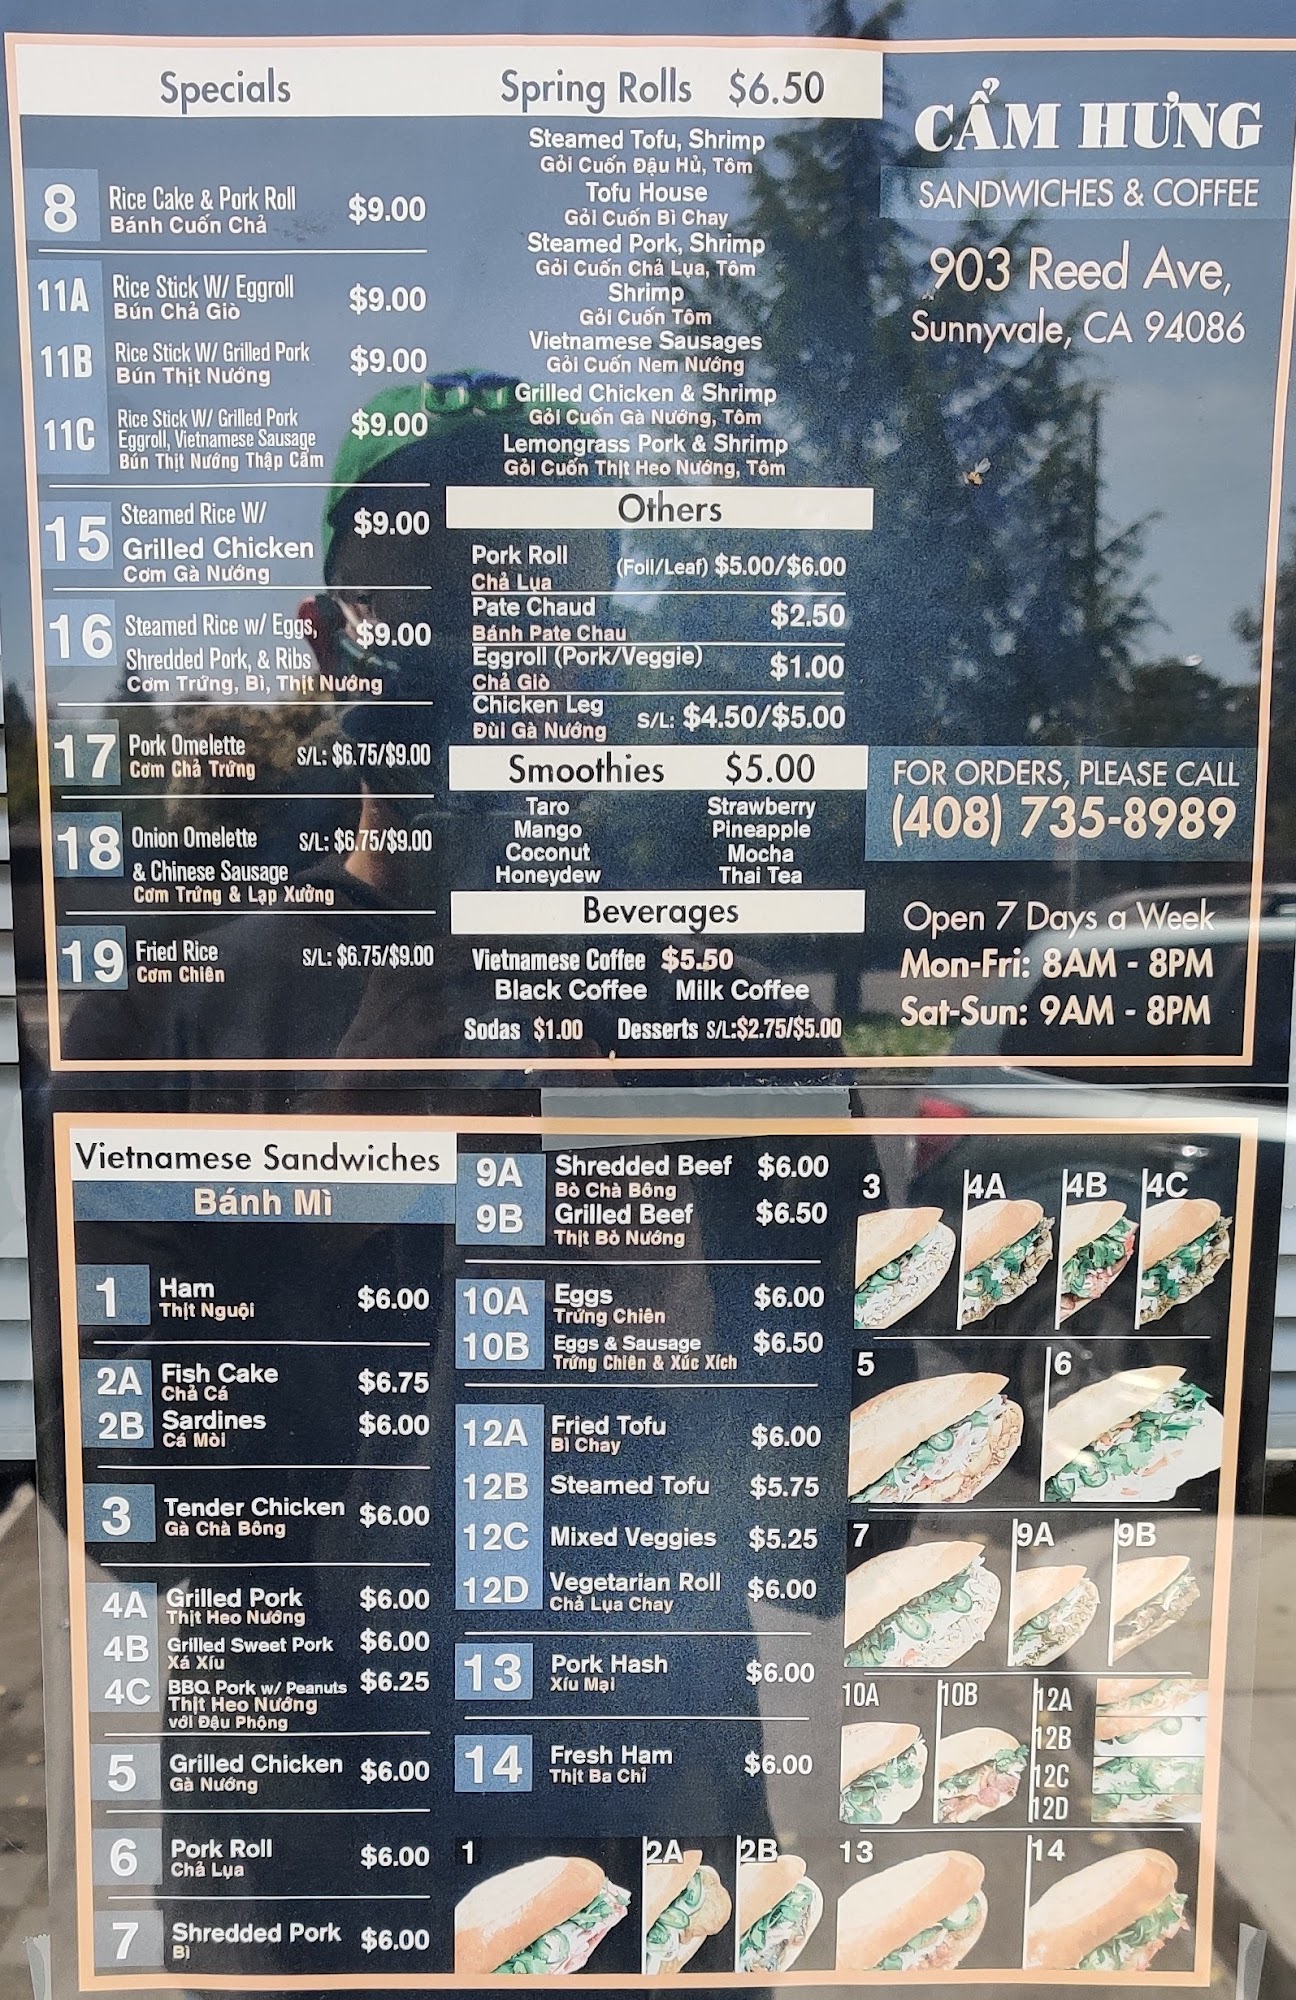 Specials
8 Rice Cake & Pork Roll $9.00
Bánh Cuốn Chả
11A Rice Stick W/ Eggroll $9.00
Bún Chả Giò
11B Rice Stick W/ Grilled Pork $9.00
Bún Thịt Nướng
11C Rice Stick W/ Grilled Pork $9.00
Eggroll, Vietnamese Sausage
Bún Thịt Nướng Thập Cẩm
15 Steamed Rice W/ $9.00
Grilled Chicken
Cơm Gà Nướng
16 Steamed Rice w/ Eggs, $9.00
Shredded Pork, & Ribs
Cơm Trứng, Bì, Thịt Nướng
17 Pork Omelette S/L: $6.75/$9.00
Cơm Chả Trứng
18 Onion Omelette S/L: $6.75/$9.00
& Chinese Sausage
Cơm Trứng & Lạp Xưởng
19 Fried Rice S/L: $6.75/$9.00
Cơm Chiên
Spring Rolls $6.50
Steamed Tofu, Shrimp
Gỏi Cuốn Đậu Hủ, Tôm
Tofu House
Gỏi Cuốn Bì Chay
Steamed Pork, Shrimp
Gỏi Cuốn Chả Lụa, Tôm
Shrimp
Gỏi Cuốn Tôm
Vietnamese Sausages
Gỏi Cuốn Nem Nướng
Grilled Chicken & Shrimp
Gỏi Cuốn Gà Nướng, Tôm
Lemongrass Pork & Shrimp
Gỏi Cuốn Thịt Heo Nướng, Tôm
Others
Pork Roll (Foil/Leaf) $5.00/$6.00
Chả Lụa
Pate Chaud $2.50
Bánh Pate Chau
Eggroll (Pork/Veggie) $1.00
Chả Giò
Chicken Leg S/L: $4.50/$5.00
Đùi Gà Nướng
Smoothies $5.00
Taro Strawberry
Mango Pineapple
Coconut Mocha
Honeydew Thai Tea
Beverages
Vietnamese Coffee $5.50
Black Coffee Milk Coffee
Sodas $1.00 Desserts S/L:$2.75/$5.00
CẨM HƯNG
SANDWICHES & COFFEE
903 Reed Ave,
Sunnyvale, CA 94086
FOR ORDERS, PLEASE CALL
(408) 735-8989
Open 7 Days a Week
Mon-Fri: 8AM - 8PM
Sat-Sun: 9AM - 8PM
Vietnamese Sandwiches
Bánh Mì
1 Ham $6.00
Thịt Nguội
2A Fish Cake $6.75
Chả Cá
2B Sardines $6.00
Cá Mòi
3 Tender Chicken $6.00
Gà Chà Bông
4A Grilled Pork $6.00
Thịt Heo Nướng
4B Grilled Sweet Pork $6.00
Xá Xíu
4C BBQ Pork w/ Peanuts $6.25
Thịt Heo Nướng
với Đậu Phộng
5 Grilled Chicken $6.00
Gà Nướng
6 Pork Roll $6.00
Chả Lụa
7 Shredded Pork $6.00
Bì
9A Shredded Beef $6.00
Bò Chà Bông
9B Grilled Beef $6.50
Thịt Bò Nướng
10A Eggs $6.00
Trứng Chiên
10B Eggs & Sausage $6.50
Trứng Chiên & Xúc Xích
12A Fried Tofu $6.00
Bì Chay
12B Steamed Tofu $5.75
12C Mixed Veggies $5.25
12D Vegetarian Roll $6.00
Chả Lụa Chay
13 Pork Hash $6.00
Xíu Mại
14 Fresh Ham $6.00
Thịt Ba Chỉ
3 4A 4B 4C
5 6
7 9A 9B
10A 10B 12A
12B
12C
12D
1 2A 2B 13 14